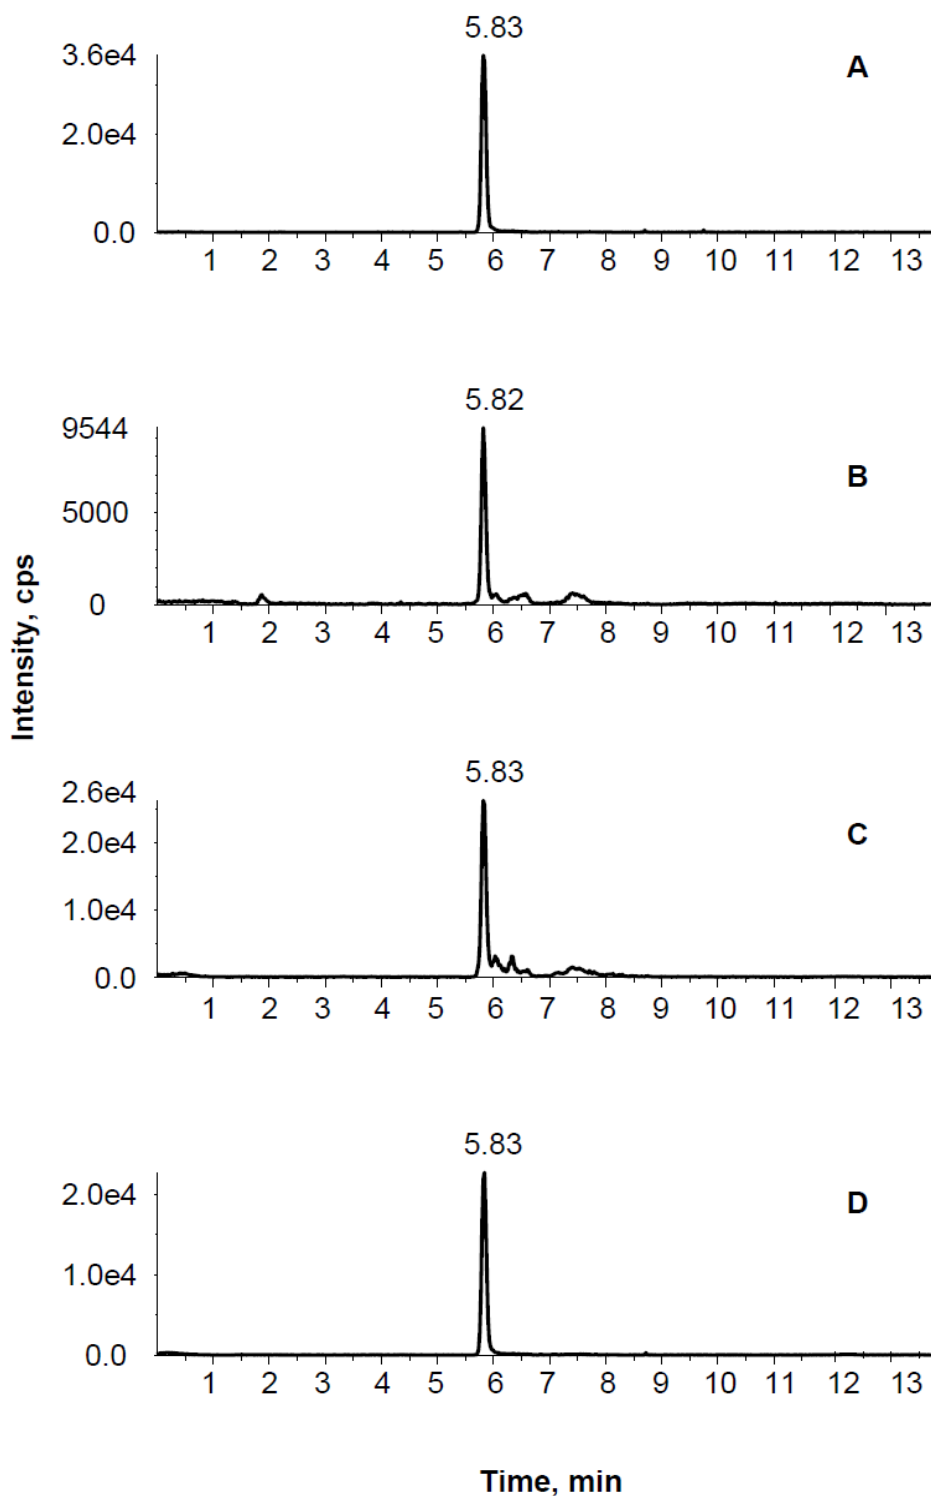 5.83
3.6e4
A
2.0e4
0.0
1 2 3 4 5 6 7 8 9 10 11 12 13
5.82
9544
B
5000
0
1 2 3 4 5 6 7 8 9 10 11 12 13
Intensity, cps
5.83
2.6e4
C
2.0e4
1.0e4
0.0
1 2 3 4 5 6 7 8 9 10 11 12 13
5.83
2.0e4
D
1.0e4
0.0
1 2 3 4 5 6 7 8 9 10 11 12 13
Time, min